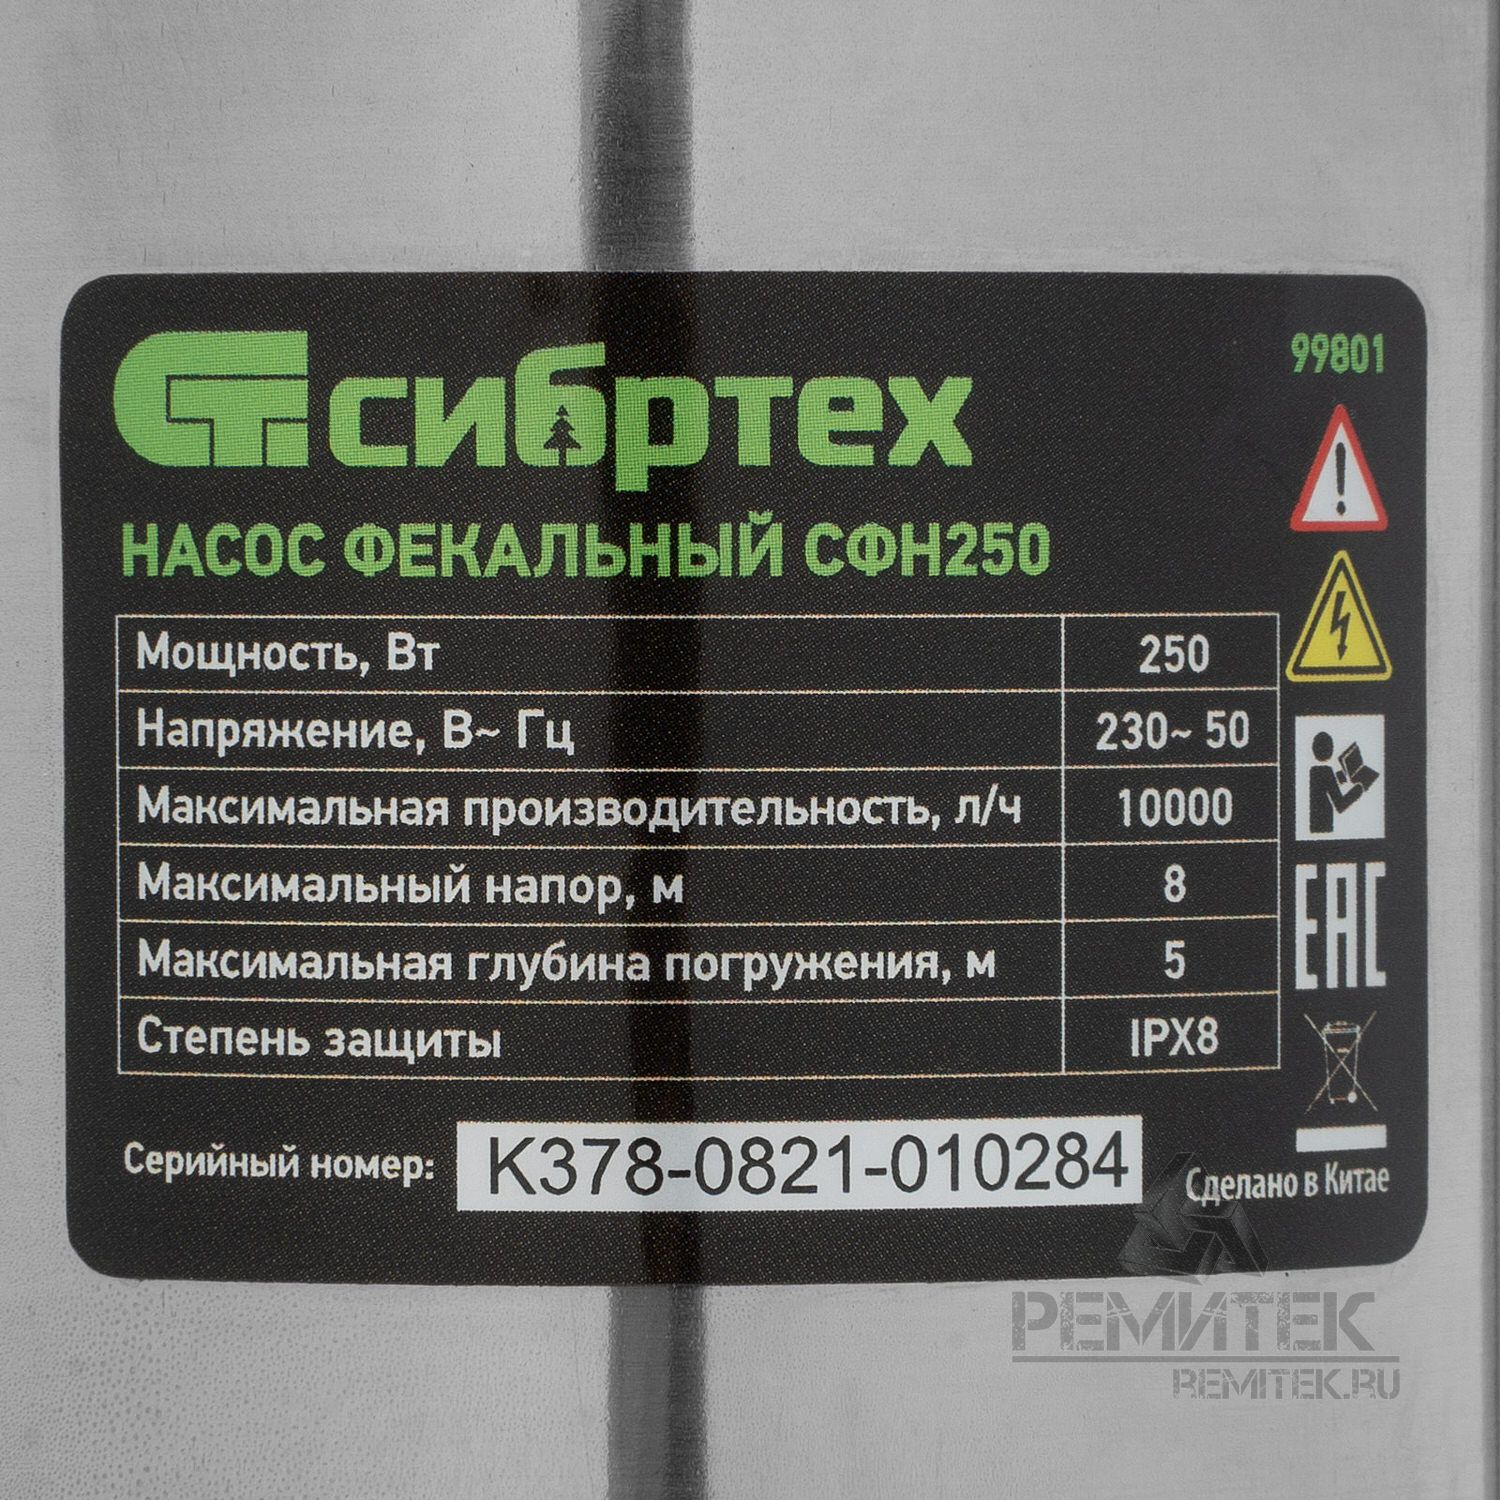 сибртех
99801
НАСОС ФЕКАЛЬНЫЙ СФН250
Мощность, Вт 250
Напряжение, В~ Гц 230~ 50
Максимальная производительность, л/ч 10000
Максимальный напор, м 8
Максимальная глубина погружения, м 5
Степень защиты IPX8
EAC
Серийный номер: K378-0821-010284
Сделано в Китае
РЕМИТЕК
REMITEK.RU